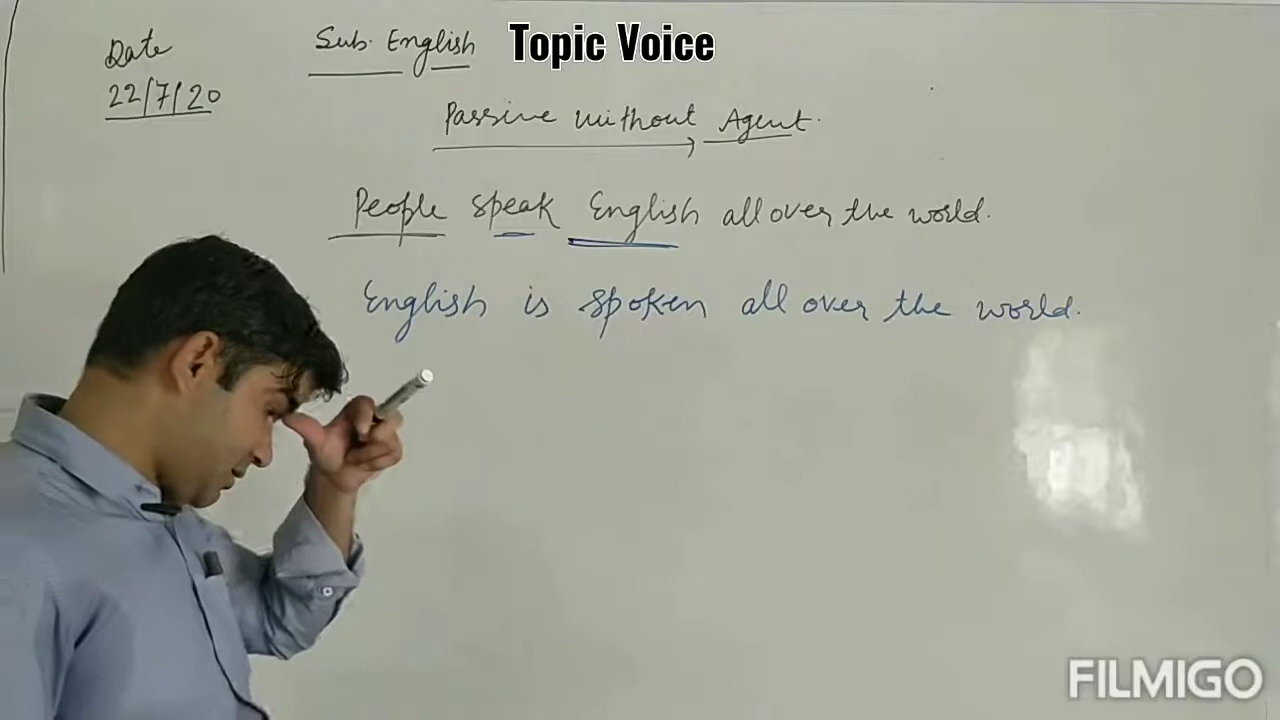 Date
22/7/20
Sub. English Topic Voice
Passive without Agent.
People speak English all over the world.
English is spoken all over the world.
FILMIGO